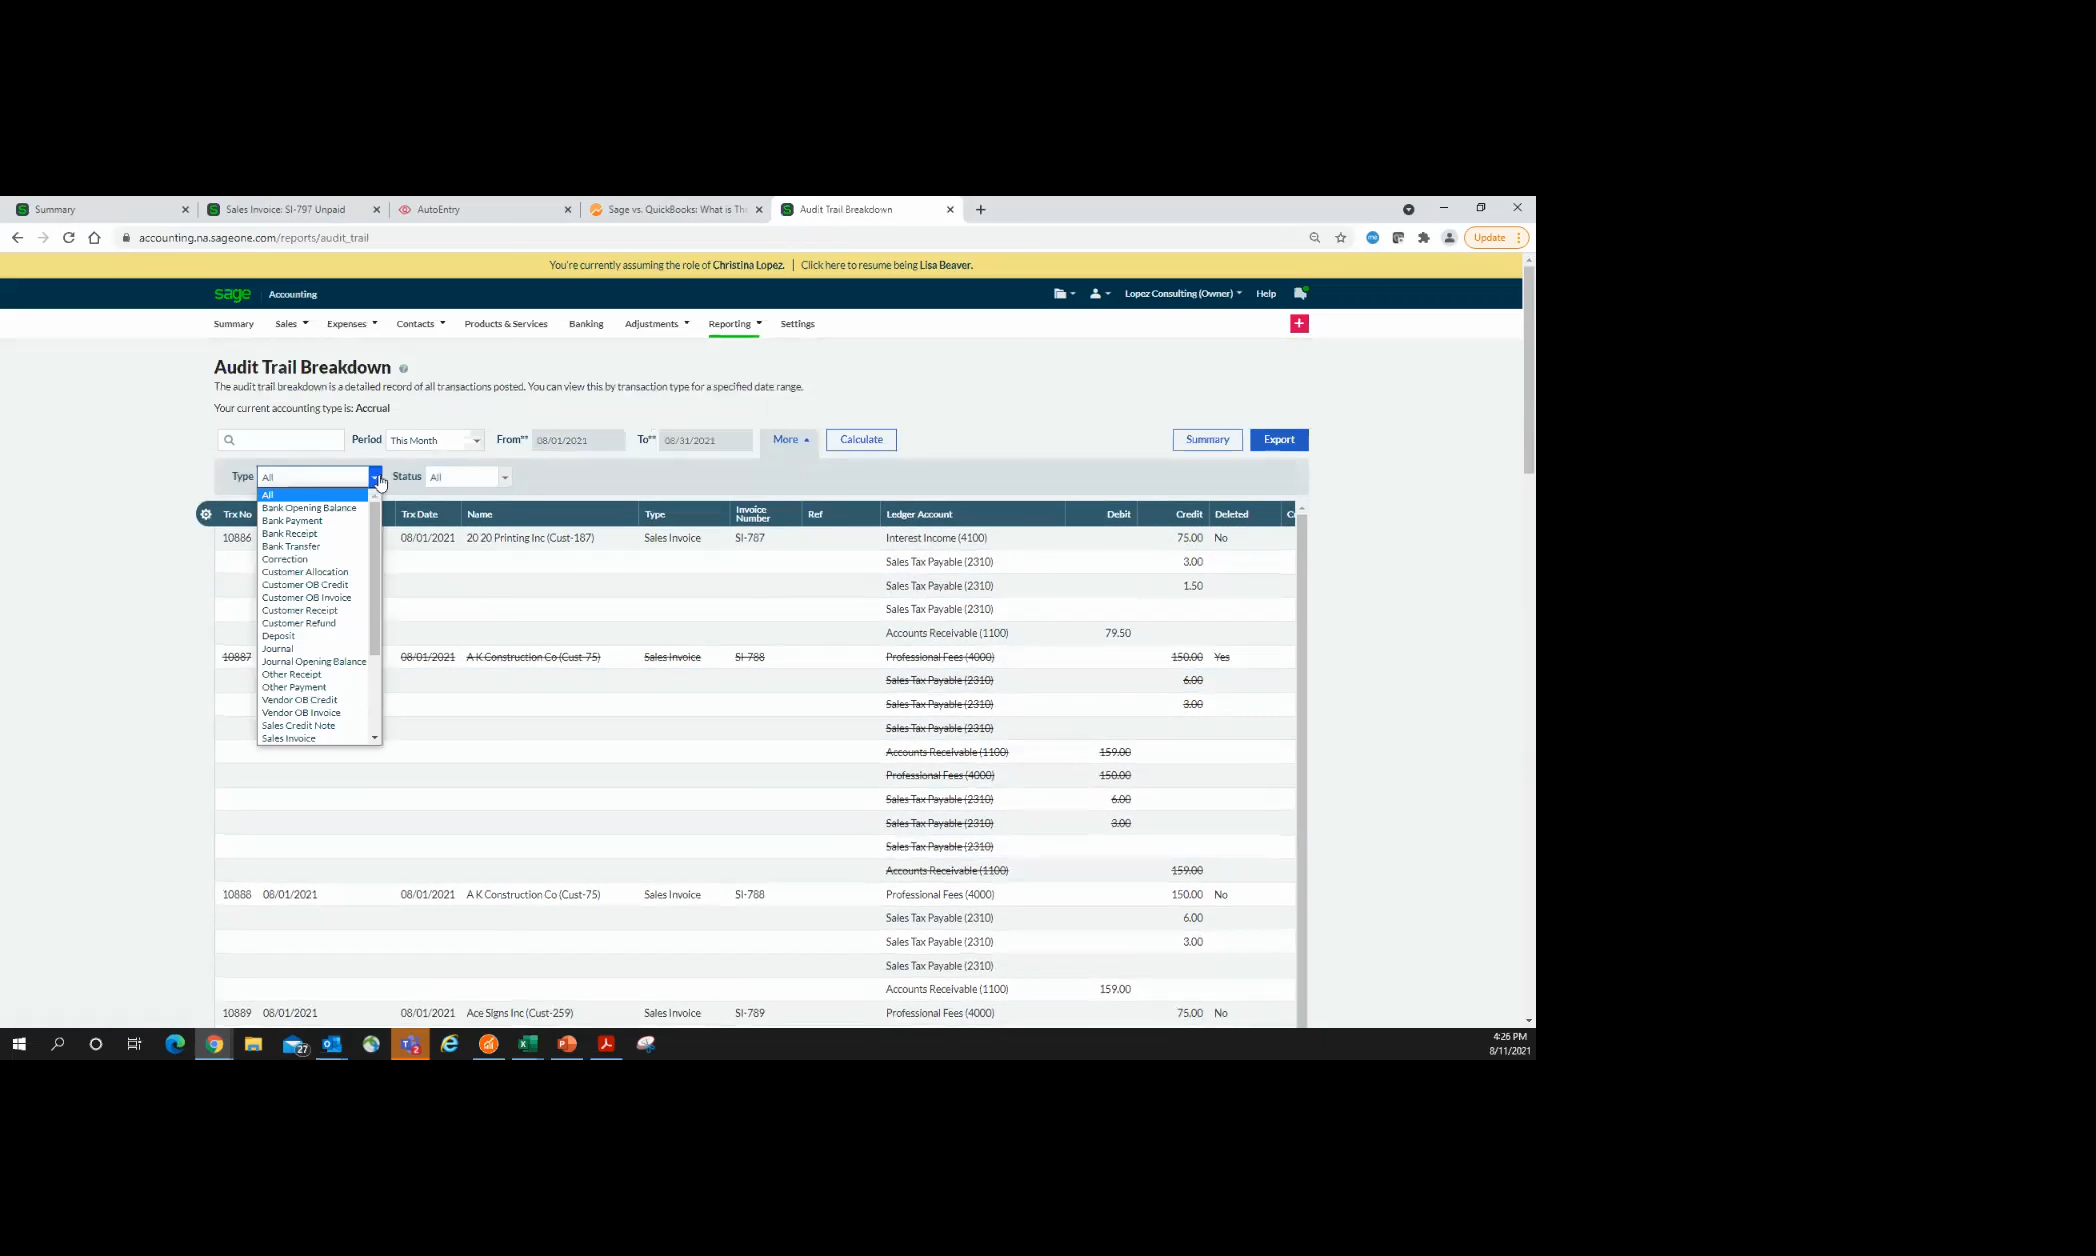 Summary
Sales Invoice: SI-797 Unpaid
AutoEntry
Sage vs. QuickBooks: What is Th
Audit Trail Breakdown
accounting.na.sageone.com/reports/audit_trail
Update
You're currently assuming the role of Christina Lopez. | Click here to resume being Lisa Beaver.
sage Accounting
Lopez Consulting (Owner)
Help
Summary Sales Expenses Contacts Products & Services Banking Adjustments Reporting Settings
Audit Trail Breakdown
The audit trail breakdown is a detailed record of all transactions posted. You can view this by transaction type for a specified date range.
Your current accounting type is: Accrual
Period This Month From** 08/01/2021 To** 08/31/2021 More Calculate Summary Export
Type All Status All
All
Bank Opening Balance
Bank Payment
Bank Receipt
Bank Transfer
Correction
Customer Allocation
Customer OB Credit
Customer OB Invoice
Customer Receipt
Customer Refund
Deposit
Journal
Journal Opening Balance
Other Receipt
Other Payment
Vendor OB Credit
Vendor OB Invoice
Sales Credit Note
Sales Invoice
Trx No Trx Date Name Type Invoice Number Ref Ledger Account Debit Credit Deleted
10886 08/01/2021 20 20 Printing Inc (Cust-187) Sales Invoice SI-787 Interest Income (4100) 75.00 No
Sales Tax Payable (2310) 3.00
Sales Tax Payable (2310) 1.50
Sales Tax Payable (2310)
Accounts Receivable (1100) 79.50
10887 08/01/2021 A K Construction Co (Cust-75) Sales Invoice SI-788 Professional Fees (4000) 150.00 Yes
Sales Tax Payable (2310) 6.00
Sales Tax Payable (2310) 3.00
Sales Tax Payable (2310)
Accounts Receivable (1100) 159.00
Professional Fees (4000) 150.00
Sales Tax Payable (2310) 6.00
Sales Tax Payable (2310) 3.00
Sales Tax Payable (2310)
Accounts Receivable (1100) 159.00
10888 08/01/2021 08/01/2021 A K Construction Co (Cust-75) Sales Invoice SI-788 Professional Fees (4000) 150.00 No
Sales Tax Payable (2310) 6.00
Sales Tax Payable (2310) 3.00
Sales Tax Payable (2310)
Accounts Receivable (1100) 159.00
10889 08/01/2021 08/01/2021 Ace Signs Inc (Cust-259) Sales Invoice SI-789 Professional Fees (4000) 75.00 No
27
2
4:26 PM
8/11/2021